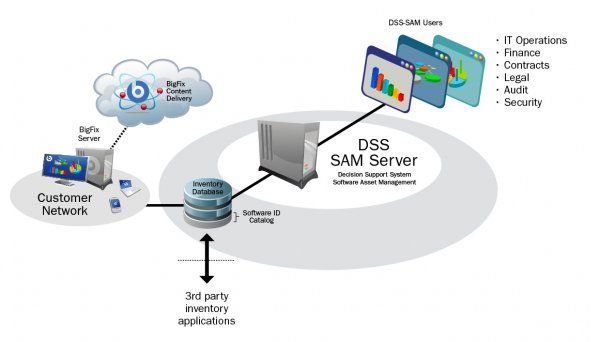 DSS-SAM Users
· IT Operations
· Finance
· Contracts
· Legal
· Audit
· Security
BigFix
Content
Delivery
BigFix
Server
Customer
Network
Inventory
Database
Software ID
Catalog
DSS
SAM Server
Decision Support System
Software Asset Management
3rd party
inventory
applications